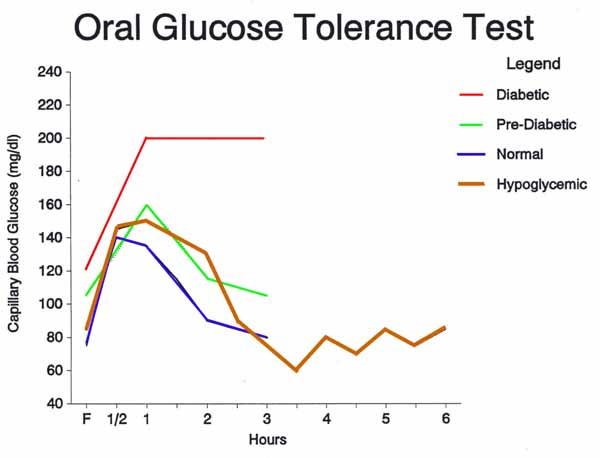 Oral Glucose Tolerance Test
Legend
Diabetic
Pre-Diabetic
Normal
Hypoglycemic
Capillary Blood Glucose (mg/dl)
240
220
200
180
160
140
120
100
80
60
40
F 1/2 1 2 3 4 5 6
Hours